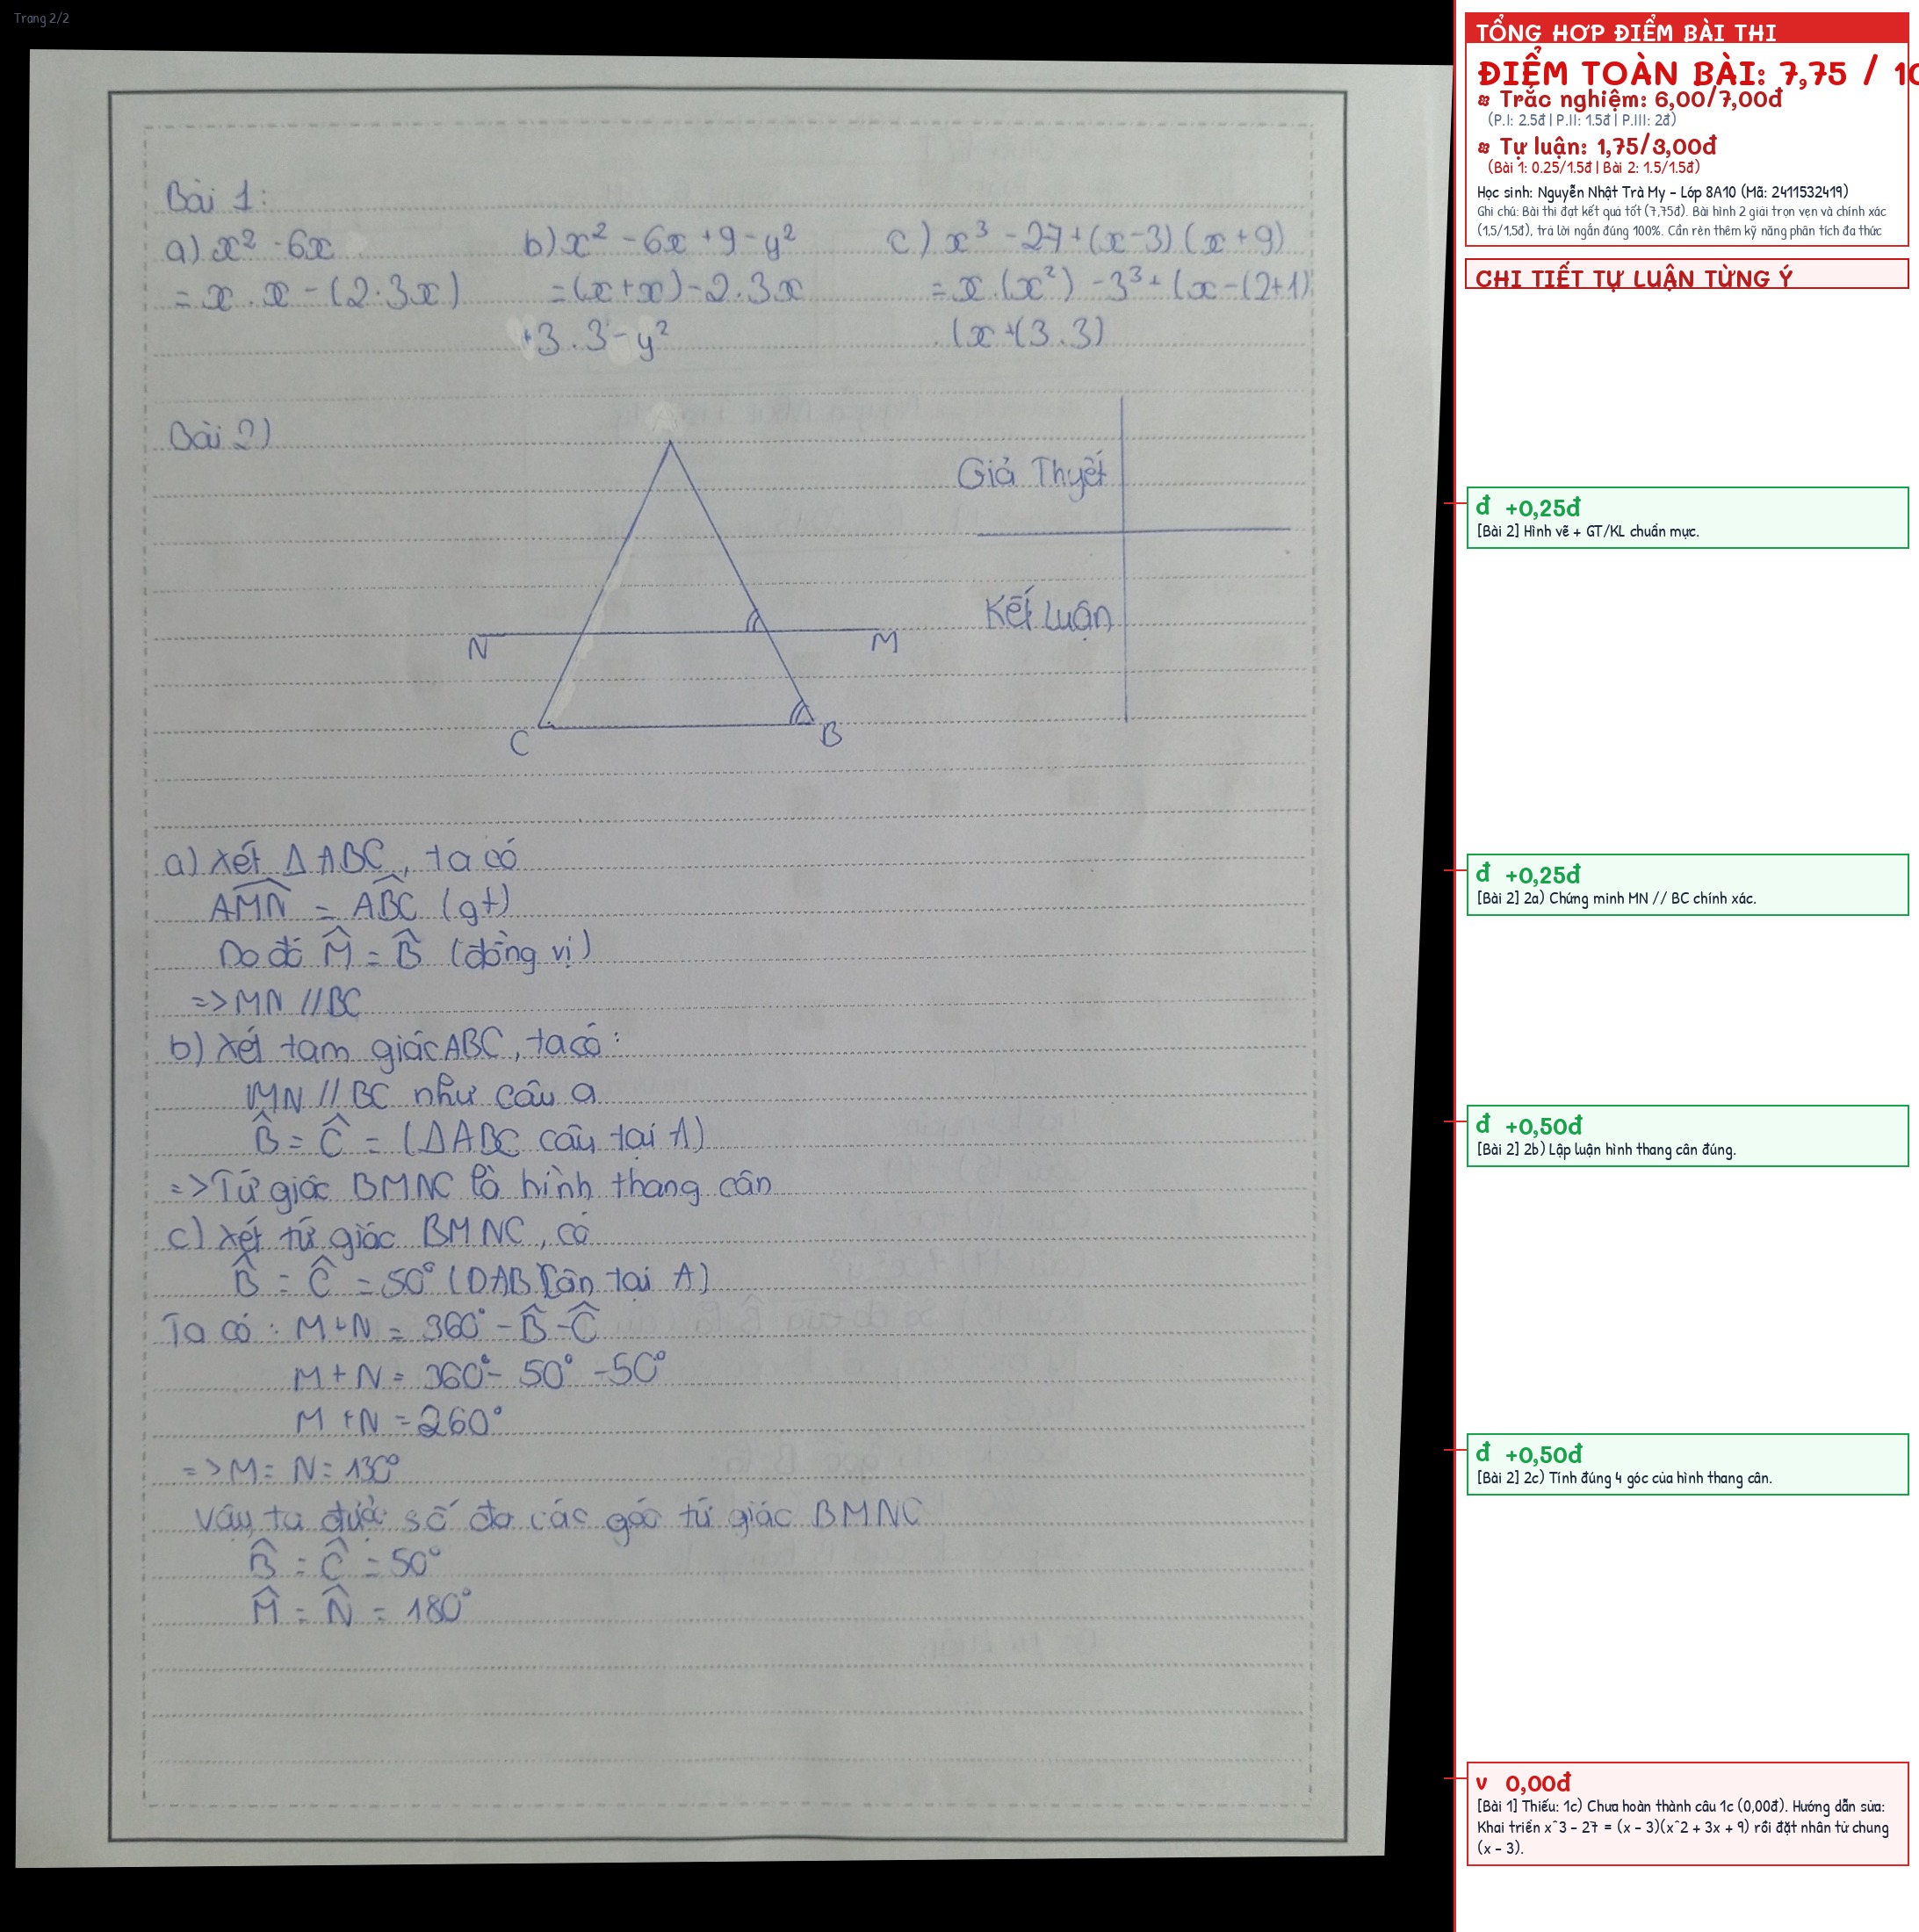 Trang 2/2
Bài 1:
a) x² - 6x
= x . x - (2.3x)
b) x² - 6x + 9 - y²
= (x + x) - 2.3x
+3.3 - y²
c) x³ - 27 + (x - 3) (x + 9)
= x.(x²) - 3³ + (x - (2+1)
(x + (3.3)
Bài 2)
Giả Thyết
Kết Luận
N
M
C
B
a) Xét Δ ABC, ta có
AM̂N = AB̂C (gt)
Do đó M̂ = B̂ (đồng vị)
=> MN // BC
b) Xét tam giác ABC, ta có:
MN // BC như câu a
B̂ = Ĉ = (Δ ABC câu tại A)
=> Tứ giác BMNC là hình thang cân
c) Xét tứ giác BMNC, có
B̂ = Ĉ = 50° (DABCân tai A)
Ta có: M+N = 360° - B̂ - Ĉ
M + N = 360° - 50° - 50°
M + N = 260°
=> M = N = 130°
Vậy ta được số đo các góc tứ giác BMNC
B̂ = Ĉ = 50°
M̂ = N̂ = 180°
TỔNG HỢP ĐIỂM BÀI THI
ĐIỂM TOÀN BÀI: 7,75 / 10
Trắc nghiệm: 6,00/7,00đ
(P.I: 2.5đ | P.II: 1.5đ | P.III: 2đ)
Tự luận: 1,75/3,00đ
(Bài 1: 0.25/1.5đ | Bài 2: 1.5/1.5đ)
Học sinh: Nguyễn Nhật Trà My - Lớp 8A10 (Mã: 2411532419)
Ghi chú: Bài thi đạt kết quả tốt (7,75đ). Bài hình 2 giải trọn vẹn và chính xác
(1,5/1,5đ), trả lời ngắn đúng 100%. Cần rèn thêm kỹ năng phân tích đa thức
CHI TIẾT TỰ LUẬN TỪNG Ý
đ +0,25đ
[Bài 2] Hình vẽ + GT/KL chuẩn mực.
đ +0,25đ
[Bài 2] 2a) Chứng minh MN // BC chính xác.
đ +0,50đ
[Bài 2] 2b) Lập luận hình thang cân đúng.
đ +0,50đ
[Bài 2] 2c) Tính đúng 4 góc của hình thang cân.
v 0,00đ
[Bài 1] Thiếu: 1c) Chưa hoàn thành câu 1c (0,00đ). Hướng dẫn sửa:
Khai triển x^3 - 27 = (x - 3)(x^2 + 3x + 9) rồi đặt nhân tử chung
(x - 3).